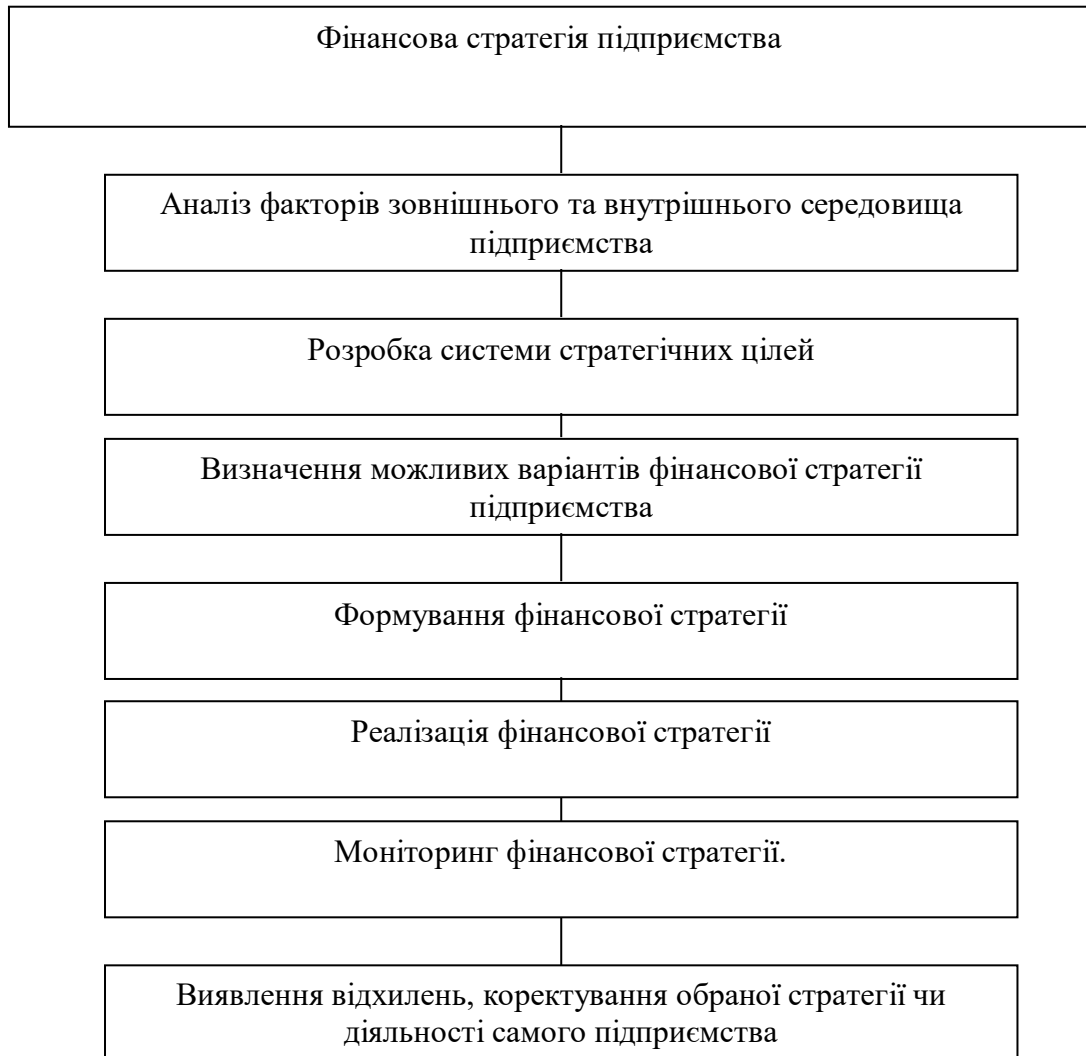 Фінансова стратегія підприємства
Аналіз факторів зовнішнього та внутрішнього середовища
підприємства
Розробка системи стратегічних цілей
Визначення можливих варіантів фінансової стратегії
підприємства
Формування фінансової стратегії
Реалізація фінансової стратегії
Моніторинг фінансової стратегії.
Виявлення відхилень, коректування обраної стратегії чи
діяльності самого підприємства